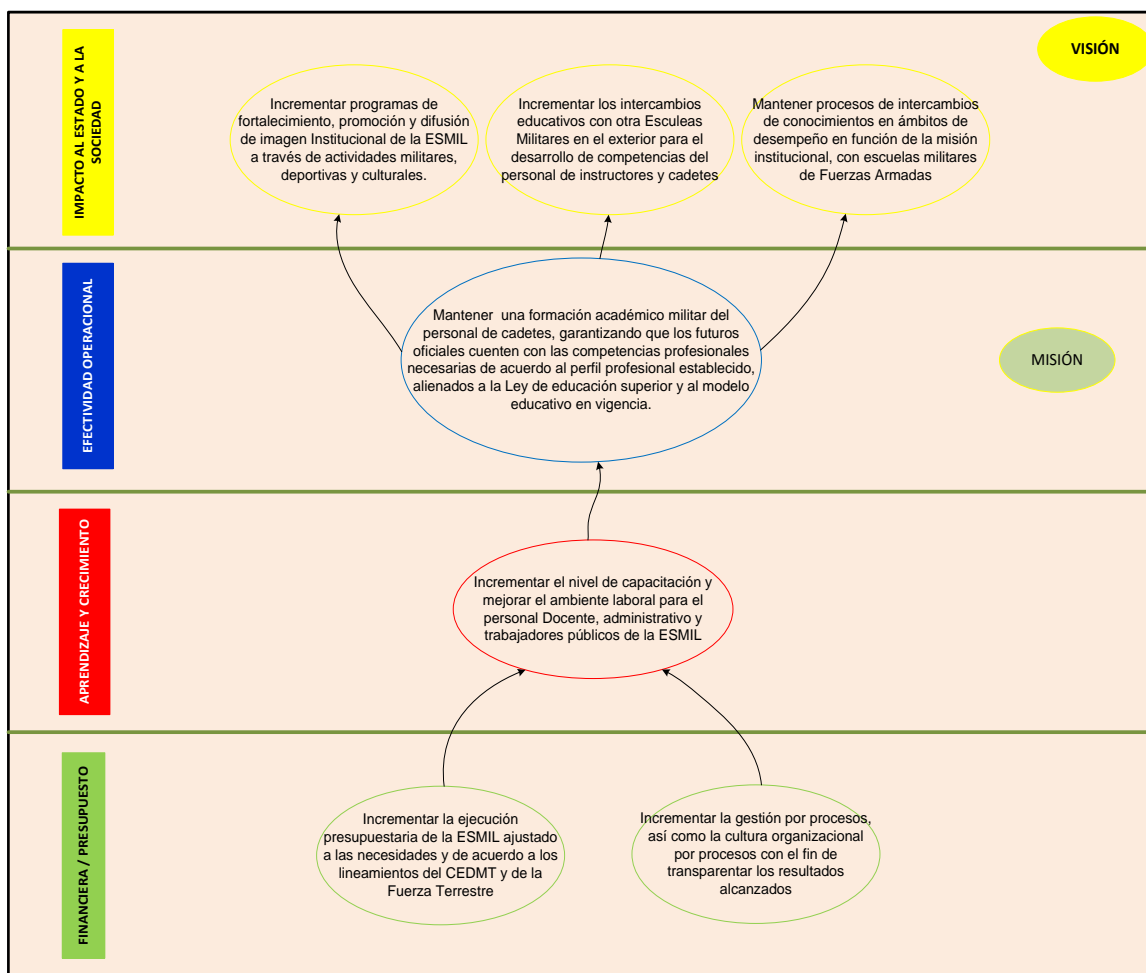 IMPACTO AL ESTADO Y A LA
SOCIEDAD
VISIÓN
Incrementar programas de
fortalecimiento, promoción y difusión
de imagen Institucional de la ESMIL
a través de actividades militares,
deportivas y culturales.
Incrementar los intercambios
educativos con otra Esculeas
Militares en el exterior para el
desarrollo de competencias del
personal de instructores y cadetes
Mantener procesos de intercambios
de conocimientos en ámbitos de
desempeño en función de la misión
institucional, con escuelas militares
de Fuerzas Armadas
EFECTIVIDAD OPERACIONAL
Mantener una formación académico militar del
personal de cadetes, garantizando que los futuros
oficiales cuenten con las competencias profesionales
necesarias de acuerdo al perfil profesional establecido,
alienados a la Ley de educación superior y al modelo
educativo en vigencia.
MISIÓN
APRENDIZAJE Y CRECIMIENTO
Incrementar el nivel de capacitación y
mejorar el ambiente laboral para el
personal Docente, administrativo y
trabajadores públicos de la ESMIL
FINANCIERA / PRESUPUESTO
Incrementar la ejecución
presupuestaria de la ESMIL ajustado
a las necesidades y de acuerdo a los
lineamientos del CEDMT y de la
Fuerza Terrestre
Incrementar la gestión por procesos,
así como la cultura organizacional
por procesos con el fin de
transparentar los resultados
alcanzados